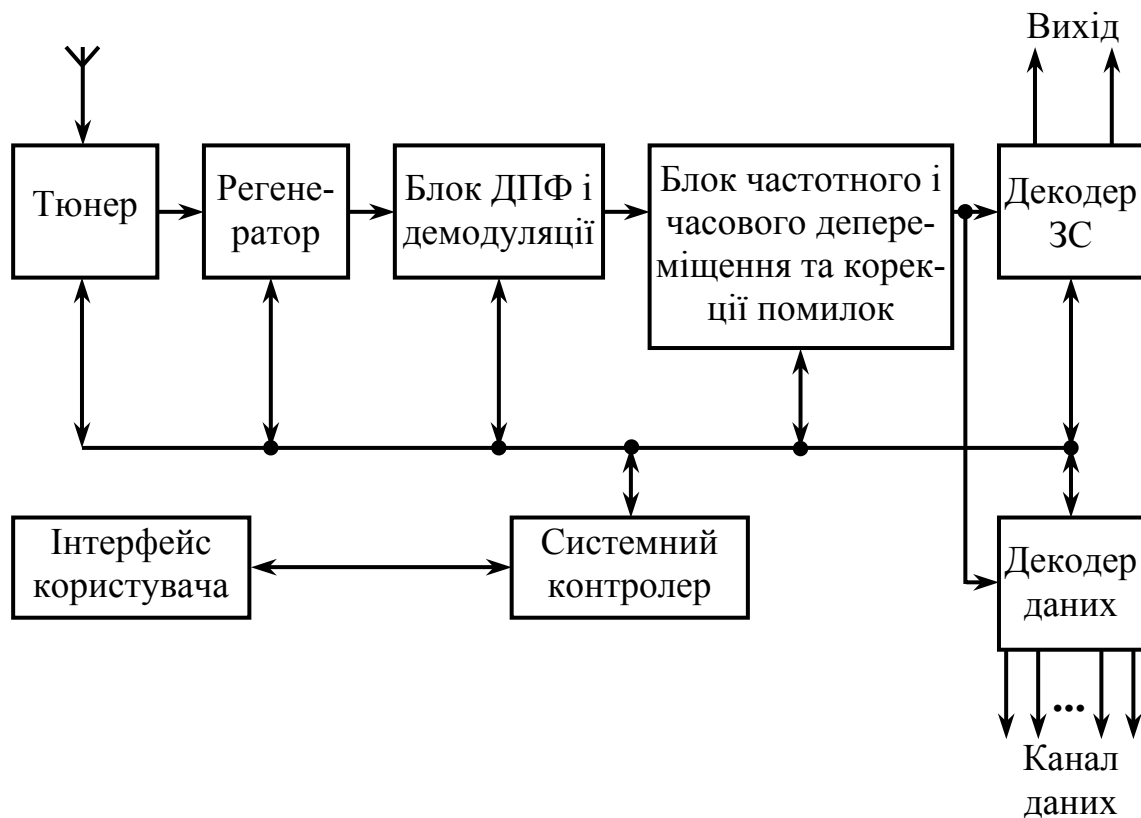 Вихід
Тюнер
Регене-
ратор
Блок ДПФ і
демодуляції
Блок частотного і
часового депере-
міщення та корек-
ції помилок
Декодер
ЗС
Інтерфейс
користувача
Системний
контролер
Декодер
даних
...
Канал
даних